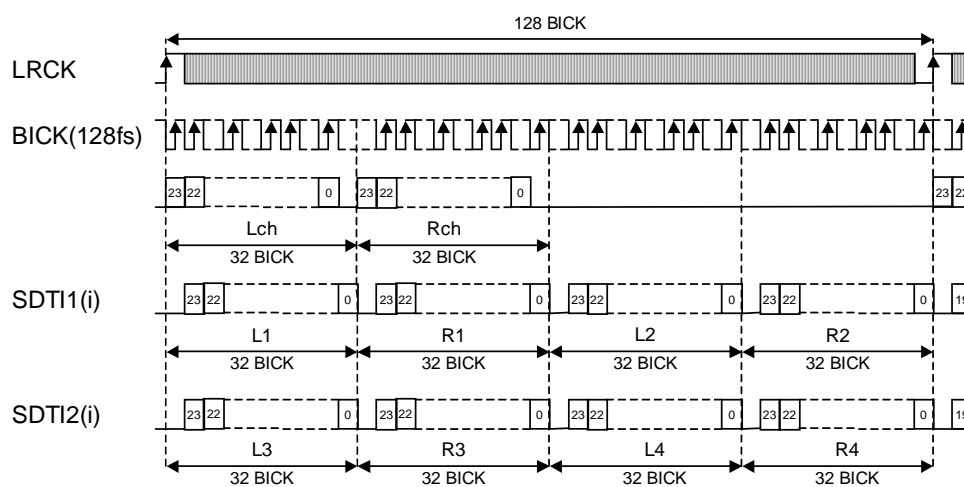 128 BICK
LRCK
BICK(128fs)
23 22 0 23 22 0 23 22
Lch Rch
32 BICK 32 BICK
SDTI1(i)
23 22 0 23 22 0 23 22 0 23 22 0 19
L1 R1 L2 R2
32 BICK 32 BICK 32 BICK 32 BICK
SDTI2(i)
23 22 0 23 22 0 23 22 0 23 22 0 19
L3 R3 L4 R4
32 BICK 32 BICK 32 BICK 32 BICK